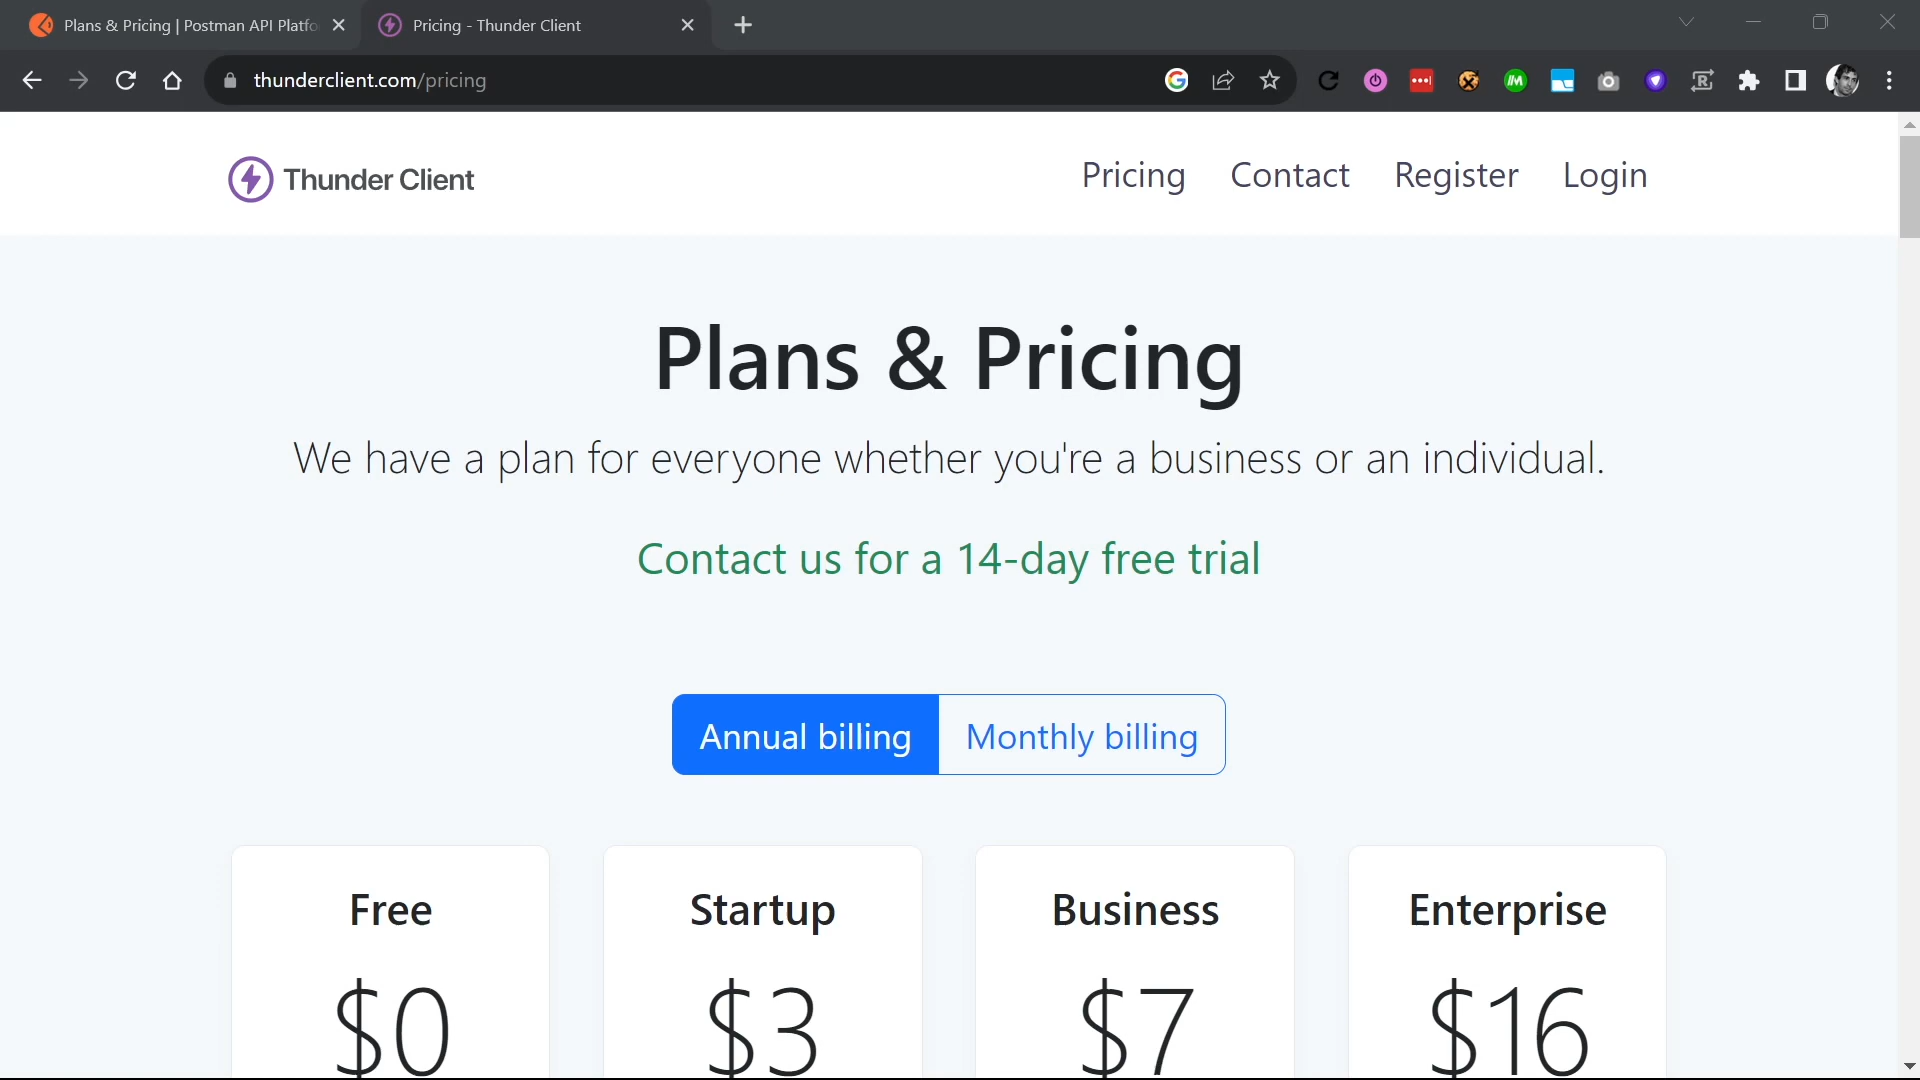 Plans & Pricing | Postman API Platfo
Pricing - Thunder Client
thunderclient.com/pricing
Thunder Client
Pricing
Contact
Register
Login
Plans & Pricing
We have a plan for everyone whether you're a business or an individual.
Contact us for a 14-day free trial
Annual billing
Monthly billing
Free
Startup
Business
Enterprise
$0
$3
$7
$16